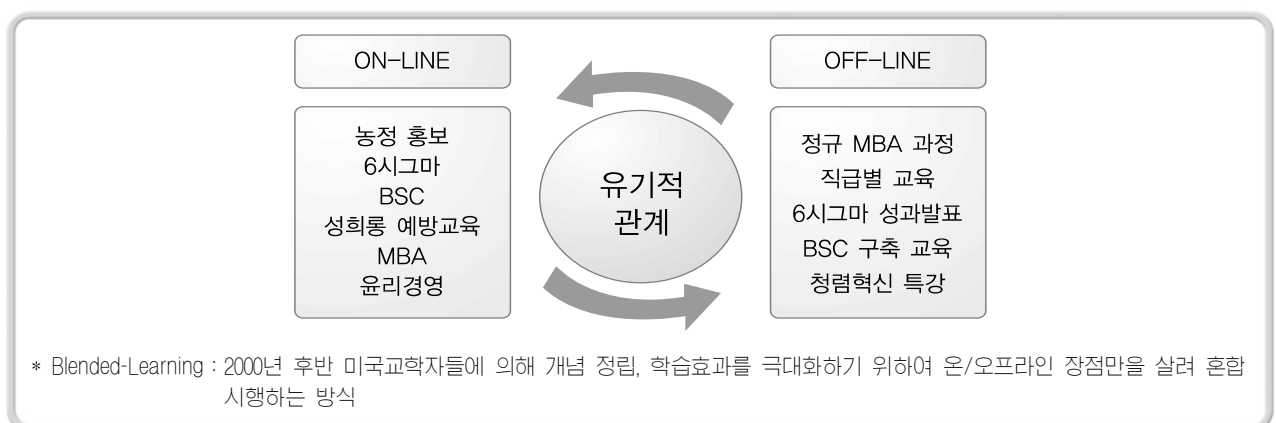 ON-LINE
농정 홍보
6시그마
BSC
성희롱 예방교육
MBA
윤리경영
유기적
관계
OFF-LINE
정규 MBA 과정
직급별 교육
6시그마 성과발표
BSC 구축 교육
청렴혁신 특강
* Blended-Learning : 2000년 후반 미국교학자들에 의해 개념 정립, 학습효과를 극대화하기 위하여 온/오프라인 장점만을 살려 혼합
시행하는 방식